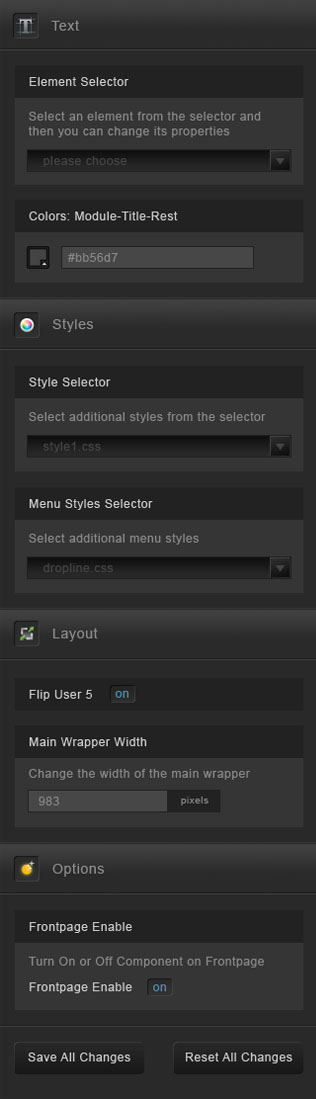 Text
Element Selector
Select an element from the selector and
then you can change its properties
please choose
Colors: Module-Title-Rest
#bb56d7
Styles
Style Selector
Select additional styles from the selector
style1.css
Menu Styles Selector
Select additional menu styles
dropline.css
Layout
Flip User 5 on
Main Wrapper Width
Change the width of the main wrapper
983 pixels
Options
Frontpage Enable
Turn On or Off Component on Frontpage
Frontpage Enable on
Save All Changes Reset All Changes